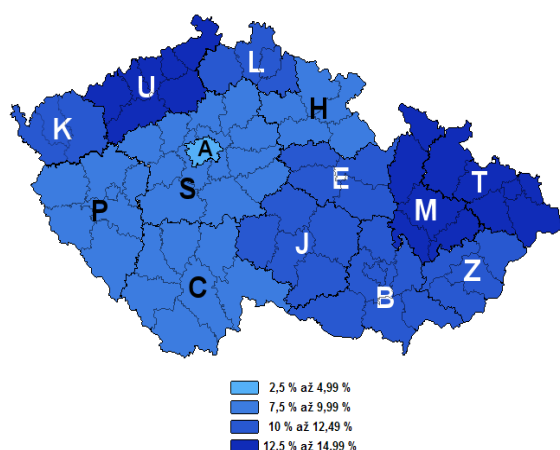 L
U
H
K
A
E
T
S
P
M
J
Z
C
B
2,5 % až 4,99 %
7,5 % až 9,99 %
10 % až 12,49 %
12,5 % až 14,99 %